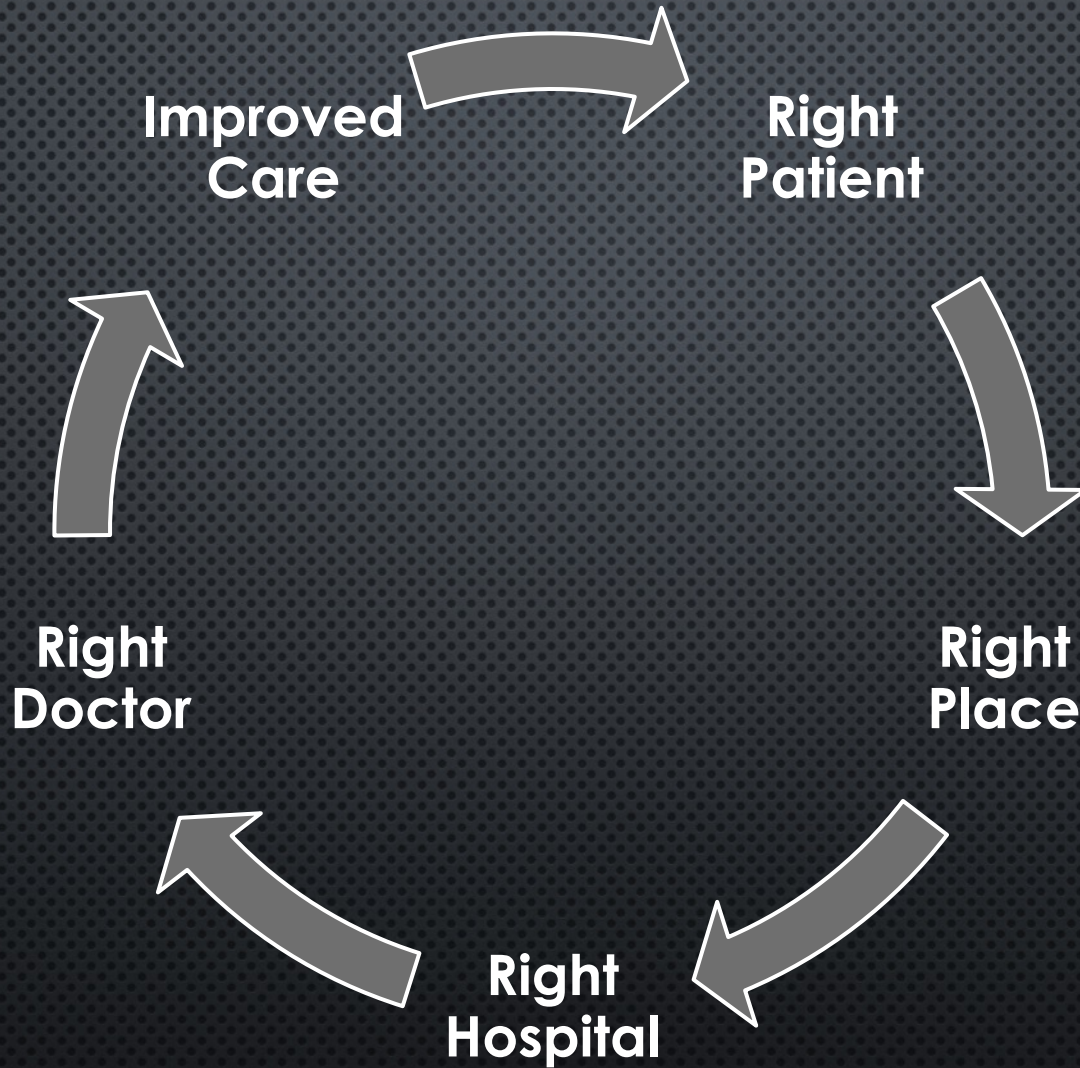 Improved
Care
Right
Patient
Right
Place
Right
Hospital
Right
Doctor